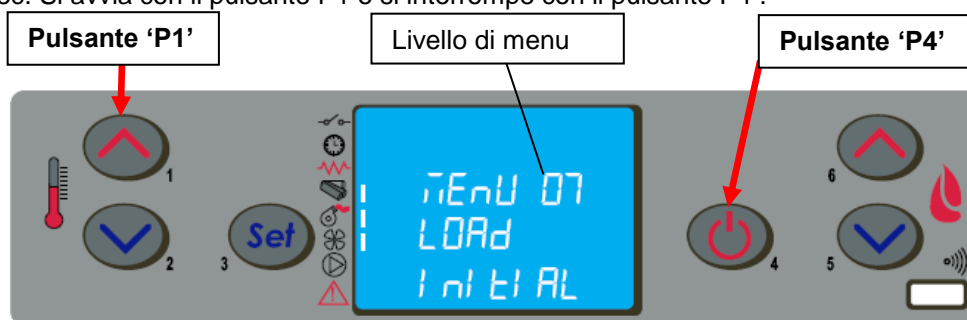 Pulsante ‘P1’
Livello di menu
Pulsante ‘P4’
1
2
Set
3
MEnU 07
LOAd
InItIAL
4
6
5